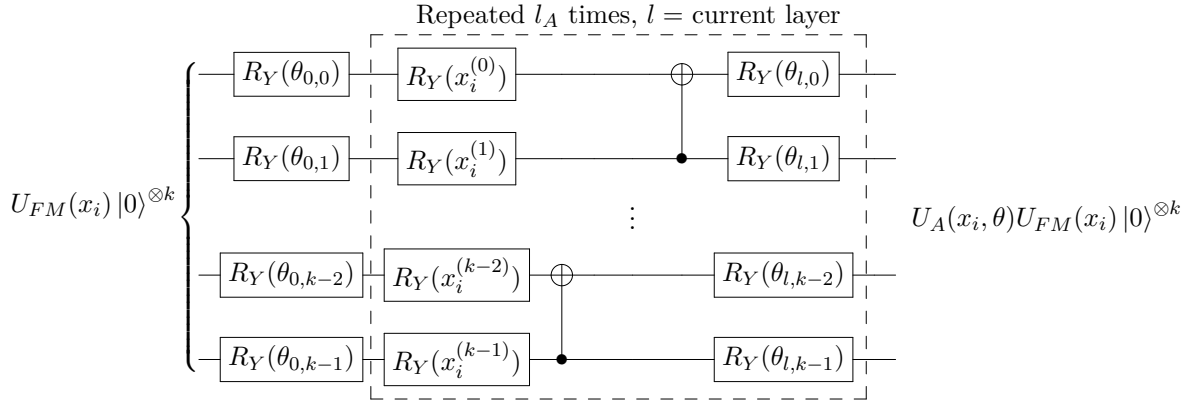 Repeated $l_A$ times, $l$ = current layer
$R_Y(\theta_{0,0})$ $R_Y(x_i^{(0)})$ $R_Y(\theta_{l,0})$
$R_Y(\theta_{0,1})$ $R_Y(x_i^{(1)})$ $R_Y(\theta_{l,1})$
$U_{FM}(x_i)\,|0\rangle^{\otimes k}$ ⋮ $U_A(x_i, \theta)U_{FM}(x_i)\,|0\rangle^{\otimes k}$
$R_Y(\theta_{0,k-2})$ $R_Y(x_i^{(k-2)})$ $R_Y(\theta_{l,k-2})$
$R_Y(\theta_{0,k-1})$ $R_Y(x_i^{(k-1)})$ $R_Y(\theta_{l,k-1})$